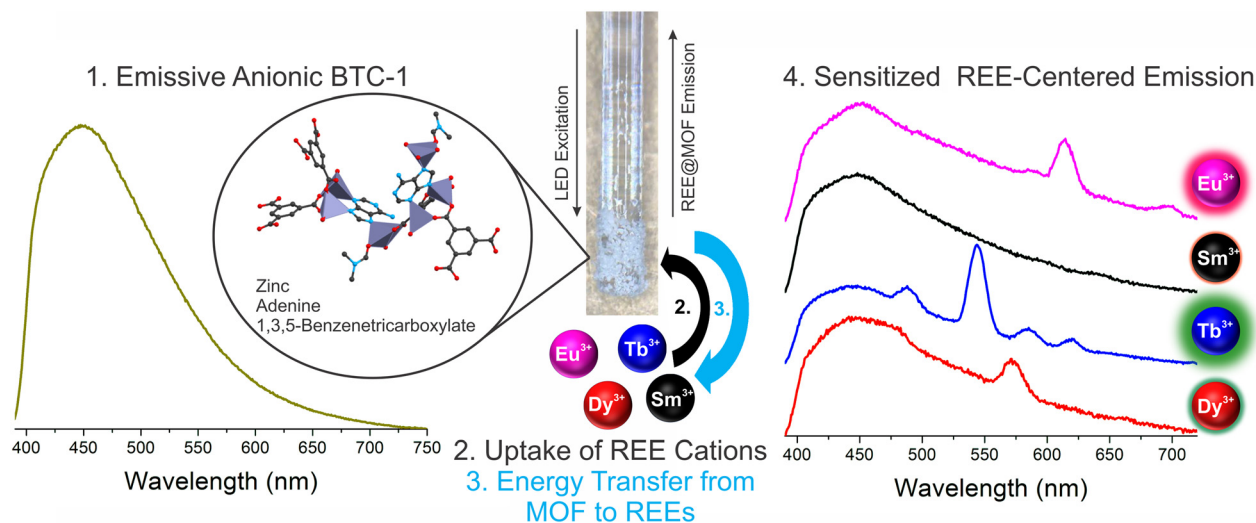 1. Emissive Anionic BTC-1
Zinc
Adenine
1,3,5-Benzenetricarboxylate
400 450 500 550 600 650 700 750
Wavelength (nm)
LED Excitation
REE@MOF Emission
2.
3.
Eu³⁺
Tb³⁺
Dy³⁺
Sm³⁺
2. Uptake of REE Cations
3. Energy Transfer from
MOF to REEs
4. Sensitized REE-Centered Emission
Eu³⁺
Sm³⁺
Tb³⁺
Dy³⁺
400 450 500 550 600 650 700
Wavelength (nm)